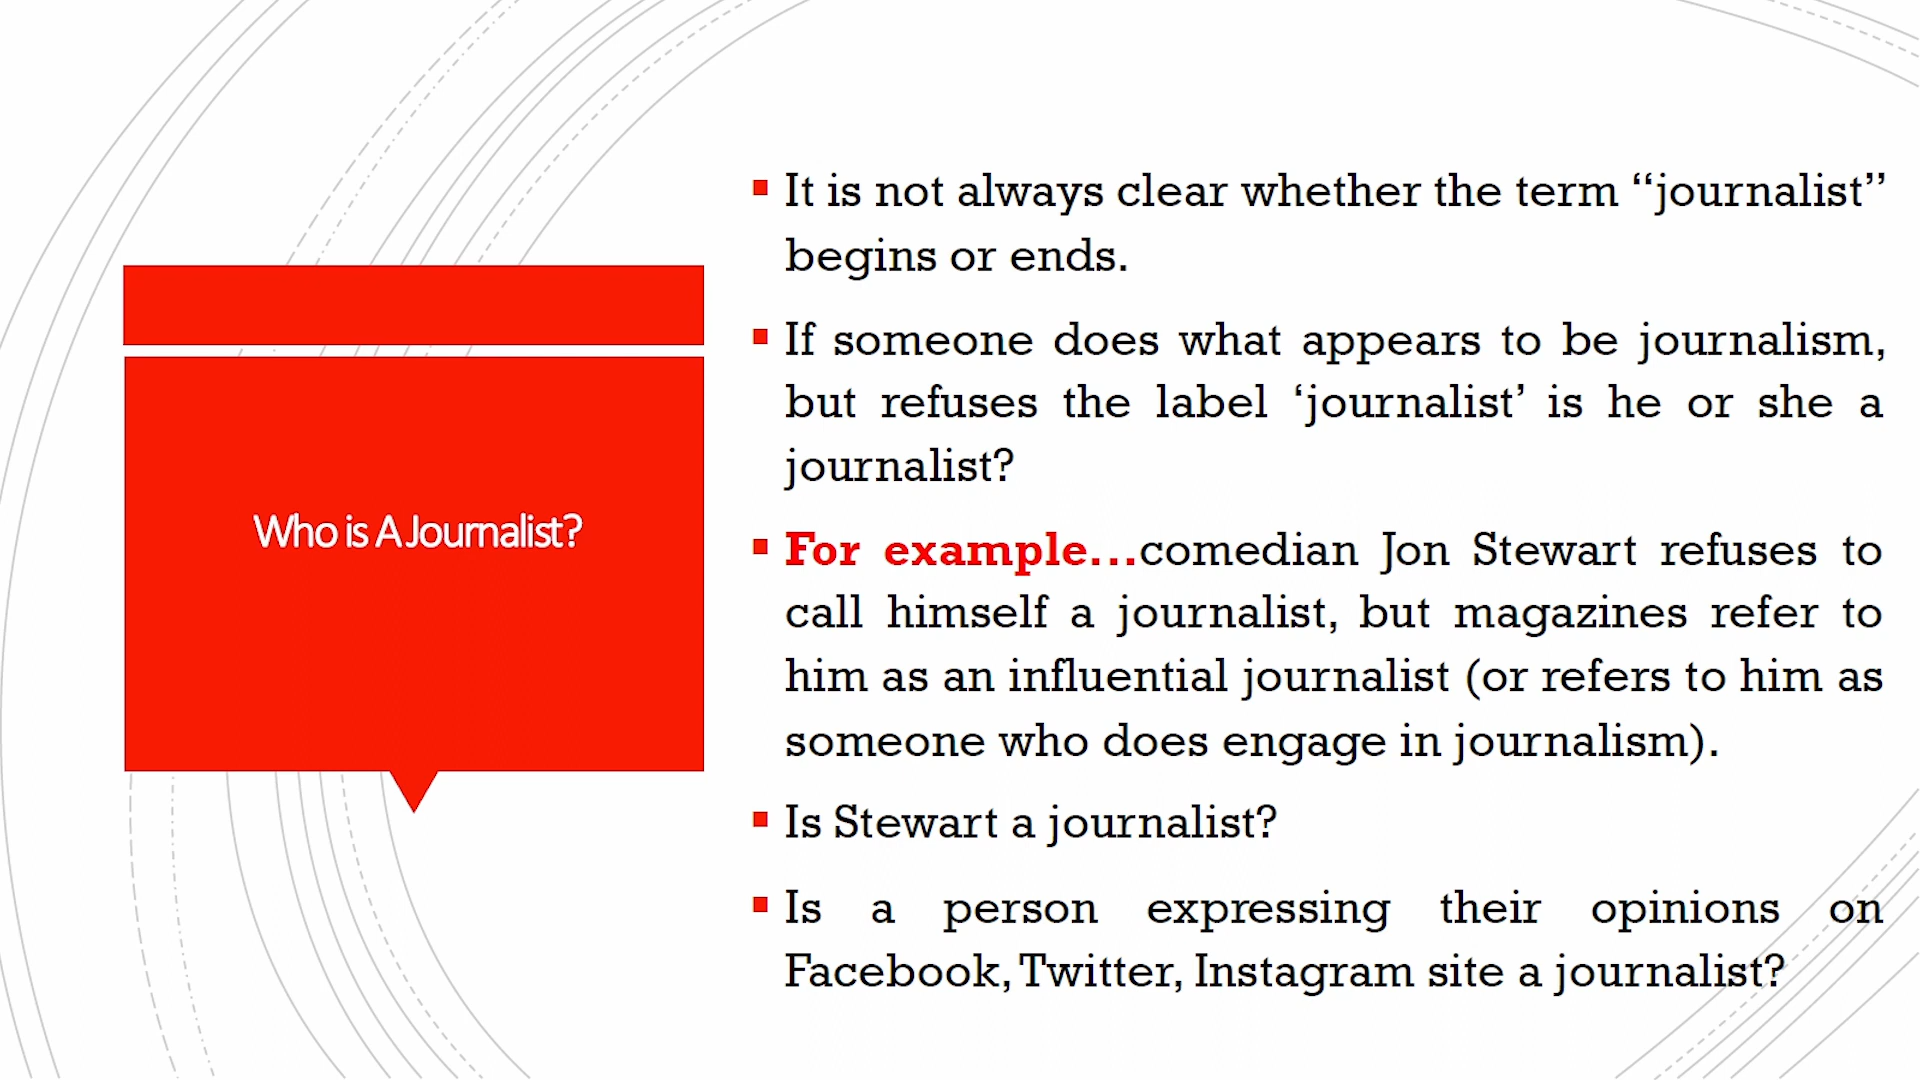 Who is A Journalist?
It is not always clear whether the term “journalist”
begins or ends.
If someone does what appears to be journalism,
but refuses the label ‘journalist’ is he or she a
journalist?
For example…comedian Jon Stewart refuses to
call himself a journalist, but magazines refer to
him as an influential journalist (or refers to him as
someone who does engage in journalism).
Is Stewart a journalist?
Is a person expressing their opinions on
Facebook, Twitter, Instagram site a journalist?